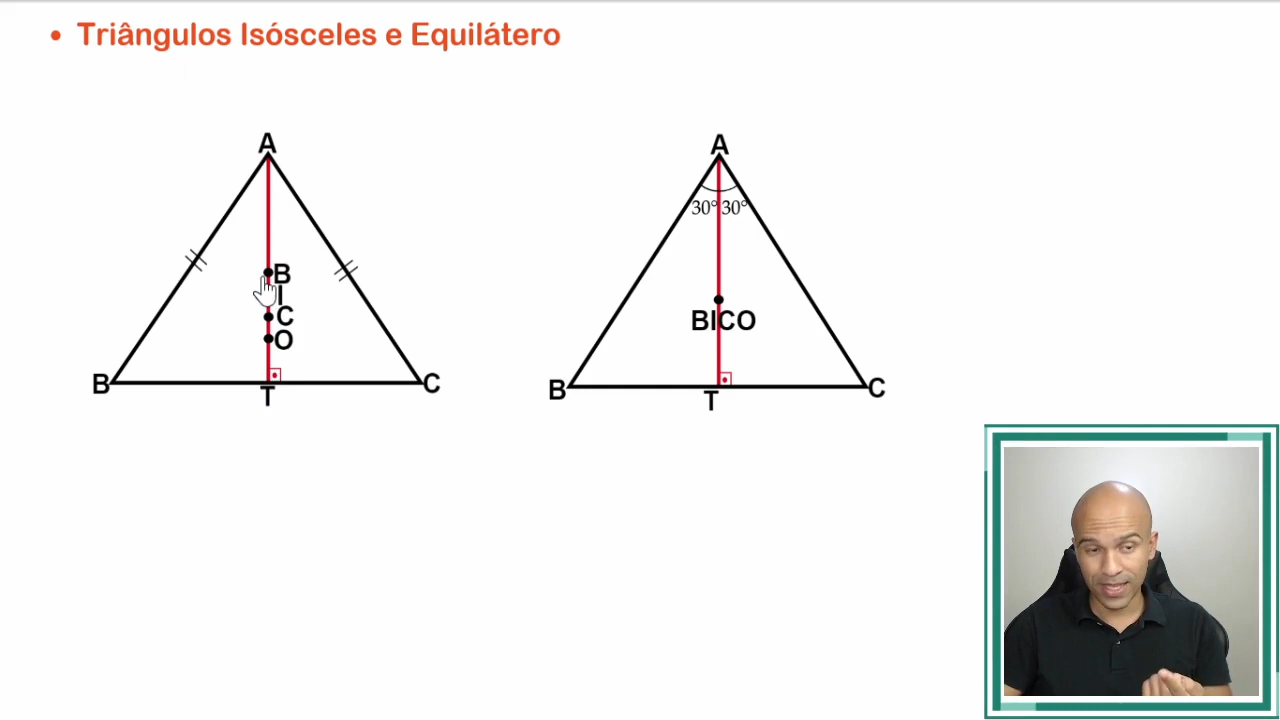 • Triângulos Isósceles e Equilátero
A
B
I
C
O
B
T
C
A
30° 30°
BICO
B
T
C